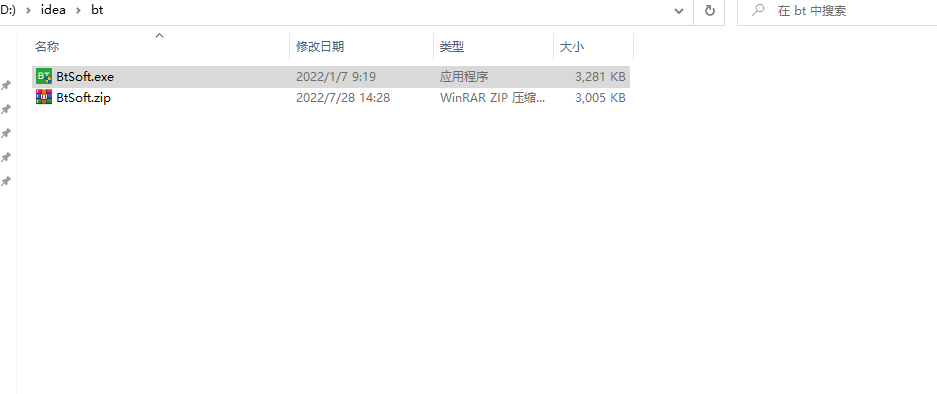 D:) › idea › bt 在 bt 中搜索
名称 修改日期 类型 大小
BtSoft.exe 2022/1/7 9:19 应用程序 3,281 KB
BtSoft.zip 2022/7/28 14:28 WinRAR ZIP 压缩... 3,005 KB